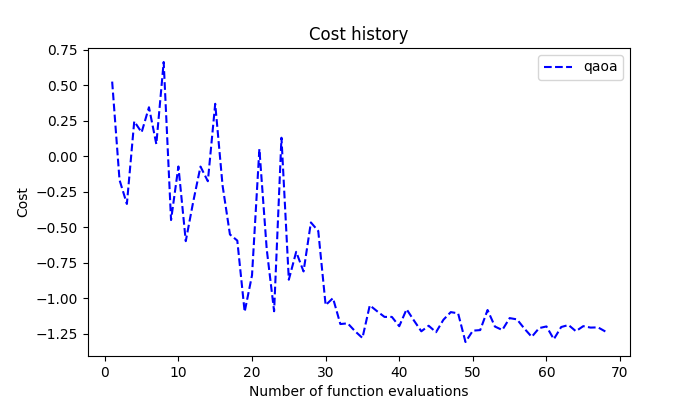 Cost history
qaoa
0.75
0.50
0.25
0.00
−0.25
−0.50
−0.75
−1.00
−1.25
Cost
0 10 20 30 40 50 60 70
Number of function evaluations